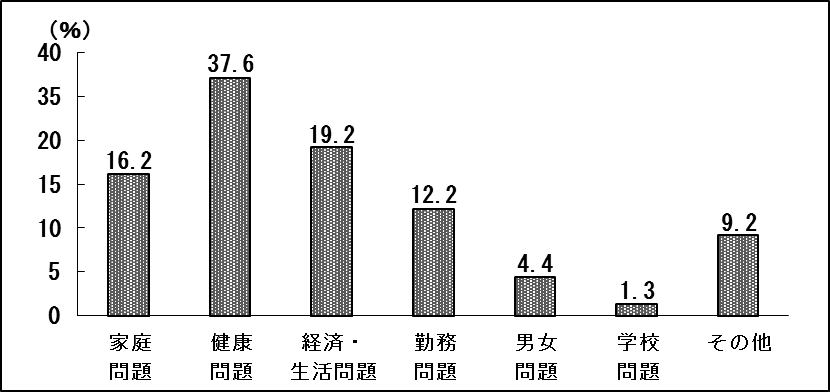 (%)
40
35
30
25
20
15
10
5
0
16.2
37.6
19.2
12.2
4.4
1.3
9.2
家庭
問題
健康
問題
経済・
生活問題
勤務
問題
男女
問題
学校
問題
その他